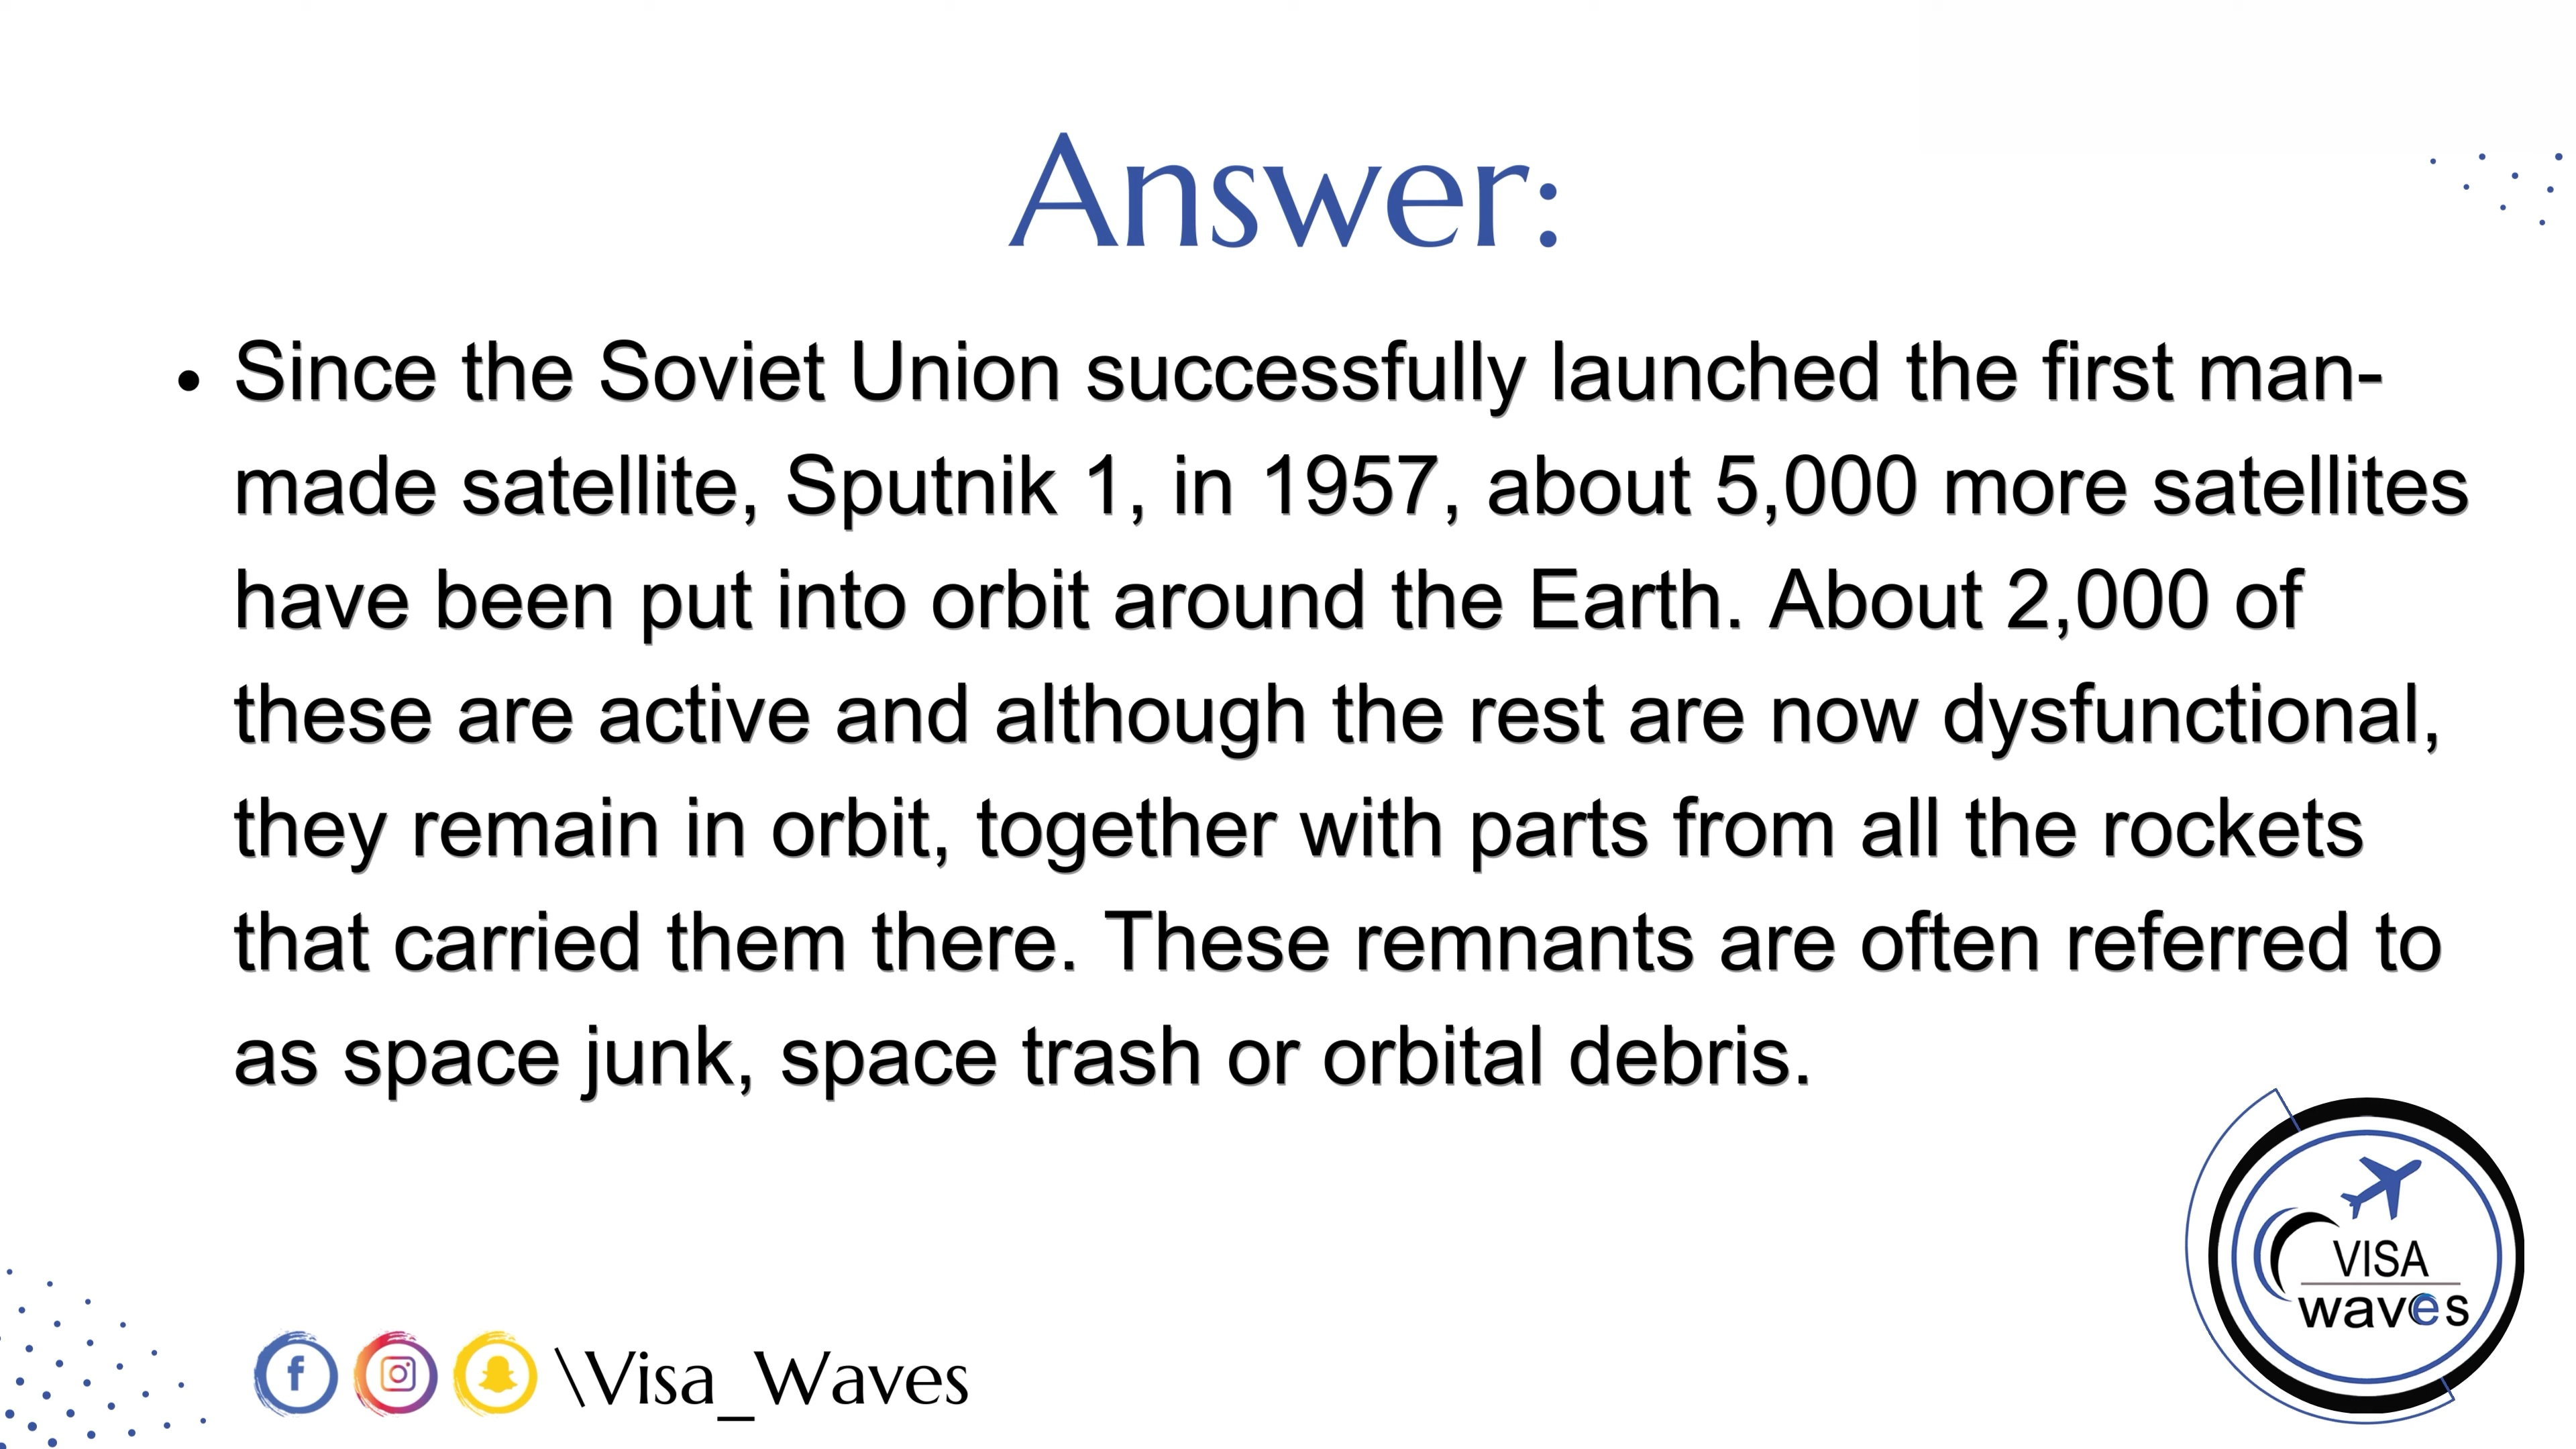 Answer:
• Since the Soviet Union successfully launched the first man-
made satellite, Sputnik 1, in 1957, about 5,000 more satellites
have been put into orbit around the Earth. About 2,000 of
these are active and although the rest are now dysfunctional,
they remain in orbit, together with parts from all the rockets
that carried them there. These remnants are often referred to
as space junk, space trash or orbital debris.
VISA
waves
\Visa_Waves